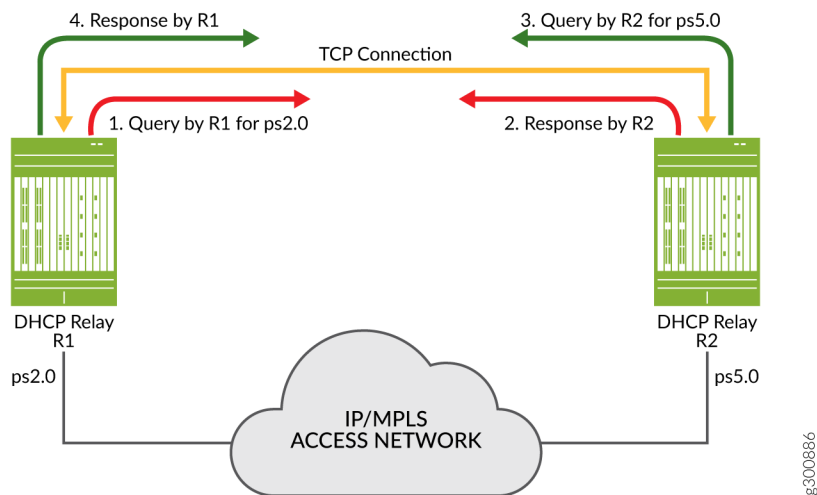 4. Response by R1
3. Query by R2 for ps5.0
TCP Connection
1. Query by R1 for ps2.0
2. Response by R2
DHCP Relay
R1
DHCP Relay
R2
ps2.0
ps5.0
IP/MPLS
ACCESS NETWORK
g300886